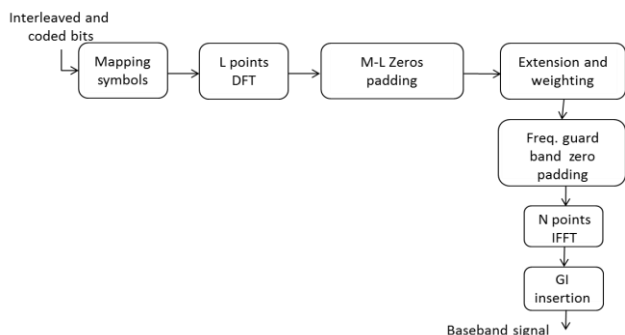 Interleaved and
coded bits
Mapping
symbols
L points
DFT
M-L Zeros
padding
Extension and
weighting
Freq. guard
band zero
padding
N points
IFFT
GI
insertion
Baseband signal